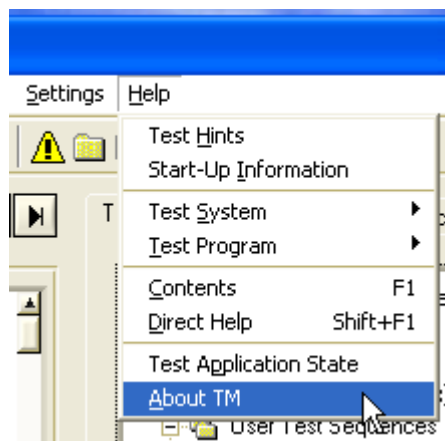 Settings Help
Test Hints
Start-Up Information
T
Test System
Test Program
Contents F1
Direct Help Shift+F1
Test Application State
About TM
User Test Sequences